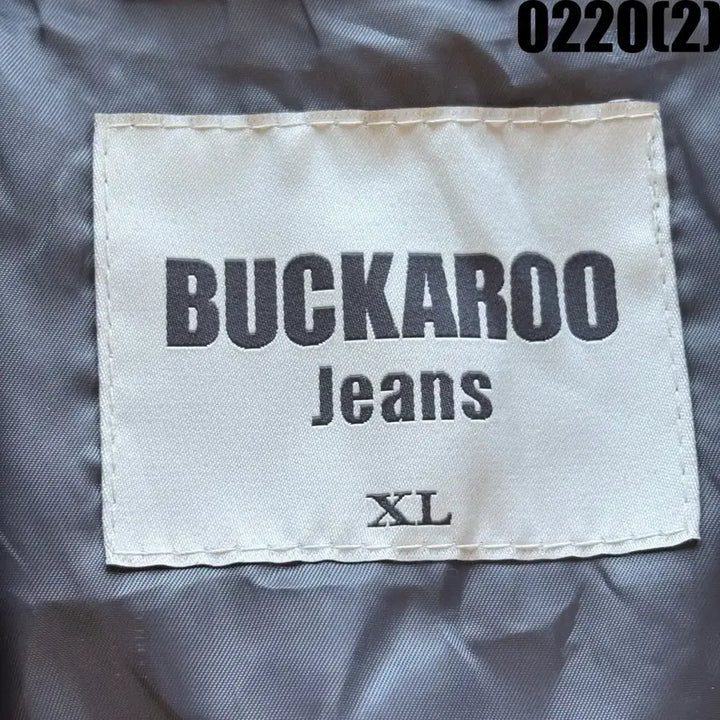 0220(2)
BUCKAROO
Jeans
XL